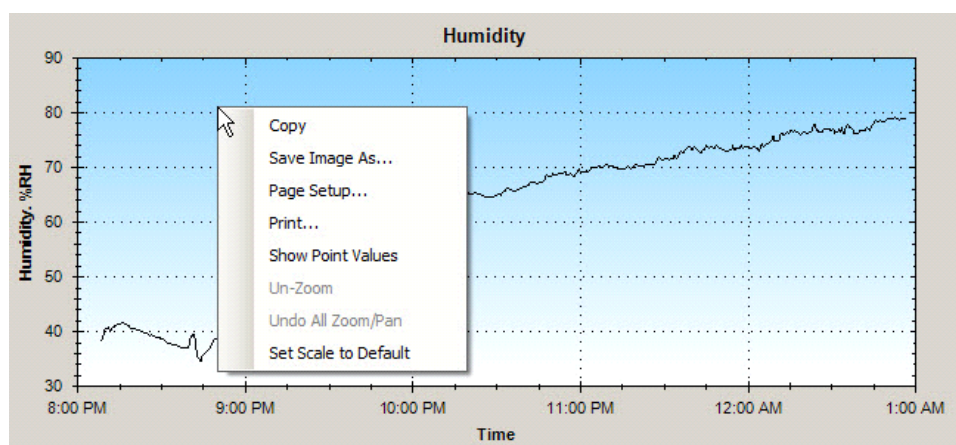 Humidity
90
80
70
60
50
40
30
Humidity. %RH
Copy
Save Image As...
Page Setup...
Print...
Show Point Values
Un-Zoom
Undo All Zoom/Pan
Set Scale to Default
8:00 PM 9:00 PM 10:00 PM 11:00 PM 12:00 AM 1:00 AM
Time